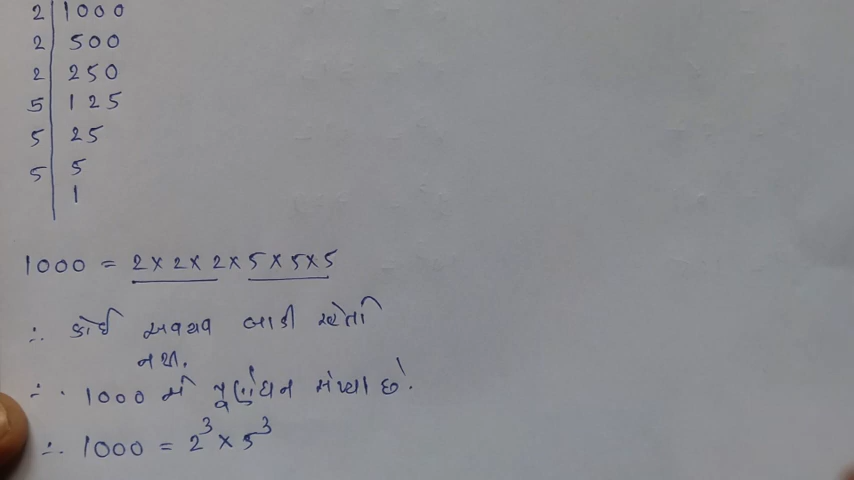 2 | 1000
2 | 500
2 | 250
5 | 125
5 | 25
5 | 5
1
1000 = 2 × 2 × 2 × 5 × 5 × 5
∴ કોઈ અવયવ બાકી રહેતાં
નથી.
∴ 1000 એ પૂર્ણઘન સંખ્યા છે.
∴ 1000 = 2³ × 5³